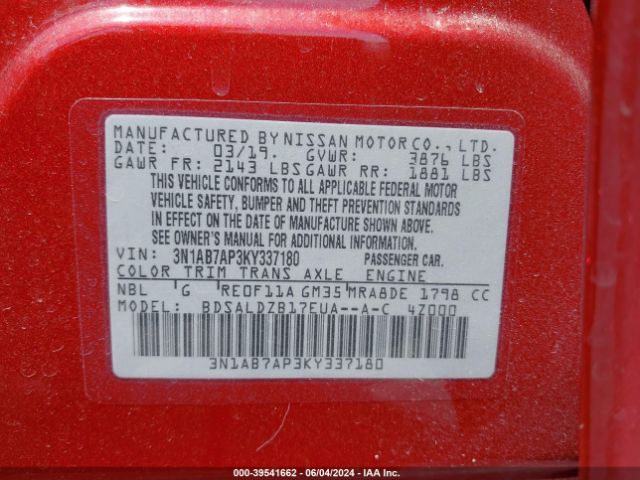 MANUFACTURED BY NISSAN MOTOR CO., LTD.
DATE: 03/19. GVWR: 3876 LBS
GAWR FR: 2143 LBS GAWR RR: 1881 LBS
THIS VEHICLE CONFORMS TO ALL APPLICABLE FEDERAL MOTOR
VEHICLE SAFETY, BUMPER AND THEFT PREVENTION STANDARDS
IN EFFECT ON THE DATE OF MANUFACTURE SHOWN ABOVE.
SEE OWNER'S MANUAL FOR ADDITIONAL INFORMATION.
VIN: 3N1AB7AP3KY337180 PASSENGER CAR.
COLOR TRIM TRANS AXLE ENGINE
NBL G RE0F11A GM35 MRA8DE 1798 CC
MODEL: BDSALDZB17EUA--A-C 4Z000
3N1AB7AP3KY337180
000-39541662 - 06/04/2024 - IAA Inc.